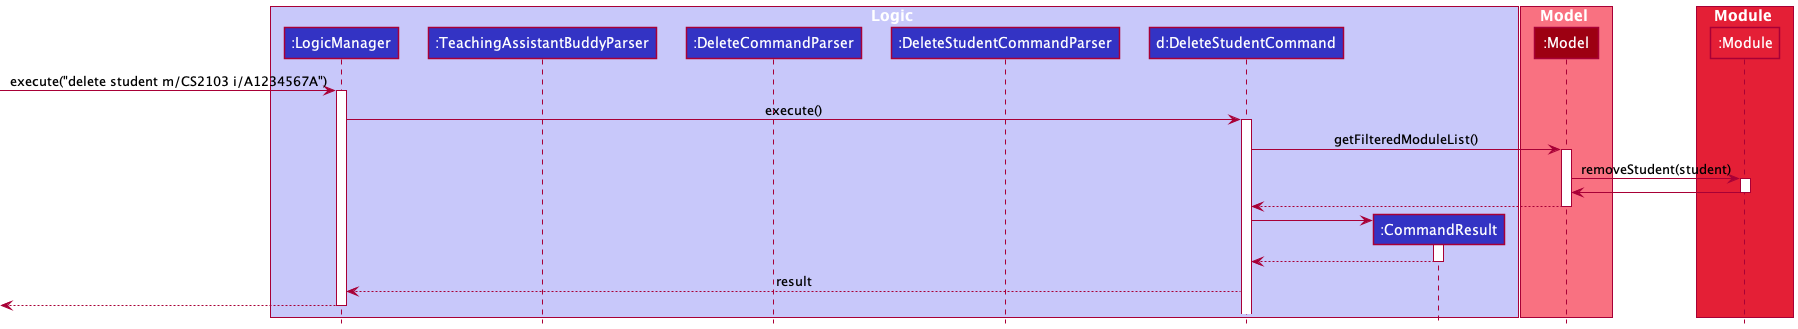 Logic
Model
Module
:LogicManager
:TeachingAssistantBuddyParser
:DeleteCommandParser
:DeleteStudentCommandParser
d:DeleteStudentCommand
:Model
:Module
execute("delete student m/CS2103 i/A1234567A")
execute()
getFilteredModuleList()
removeStudent(student)
:CommandResult
result